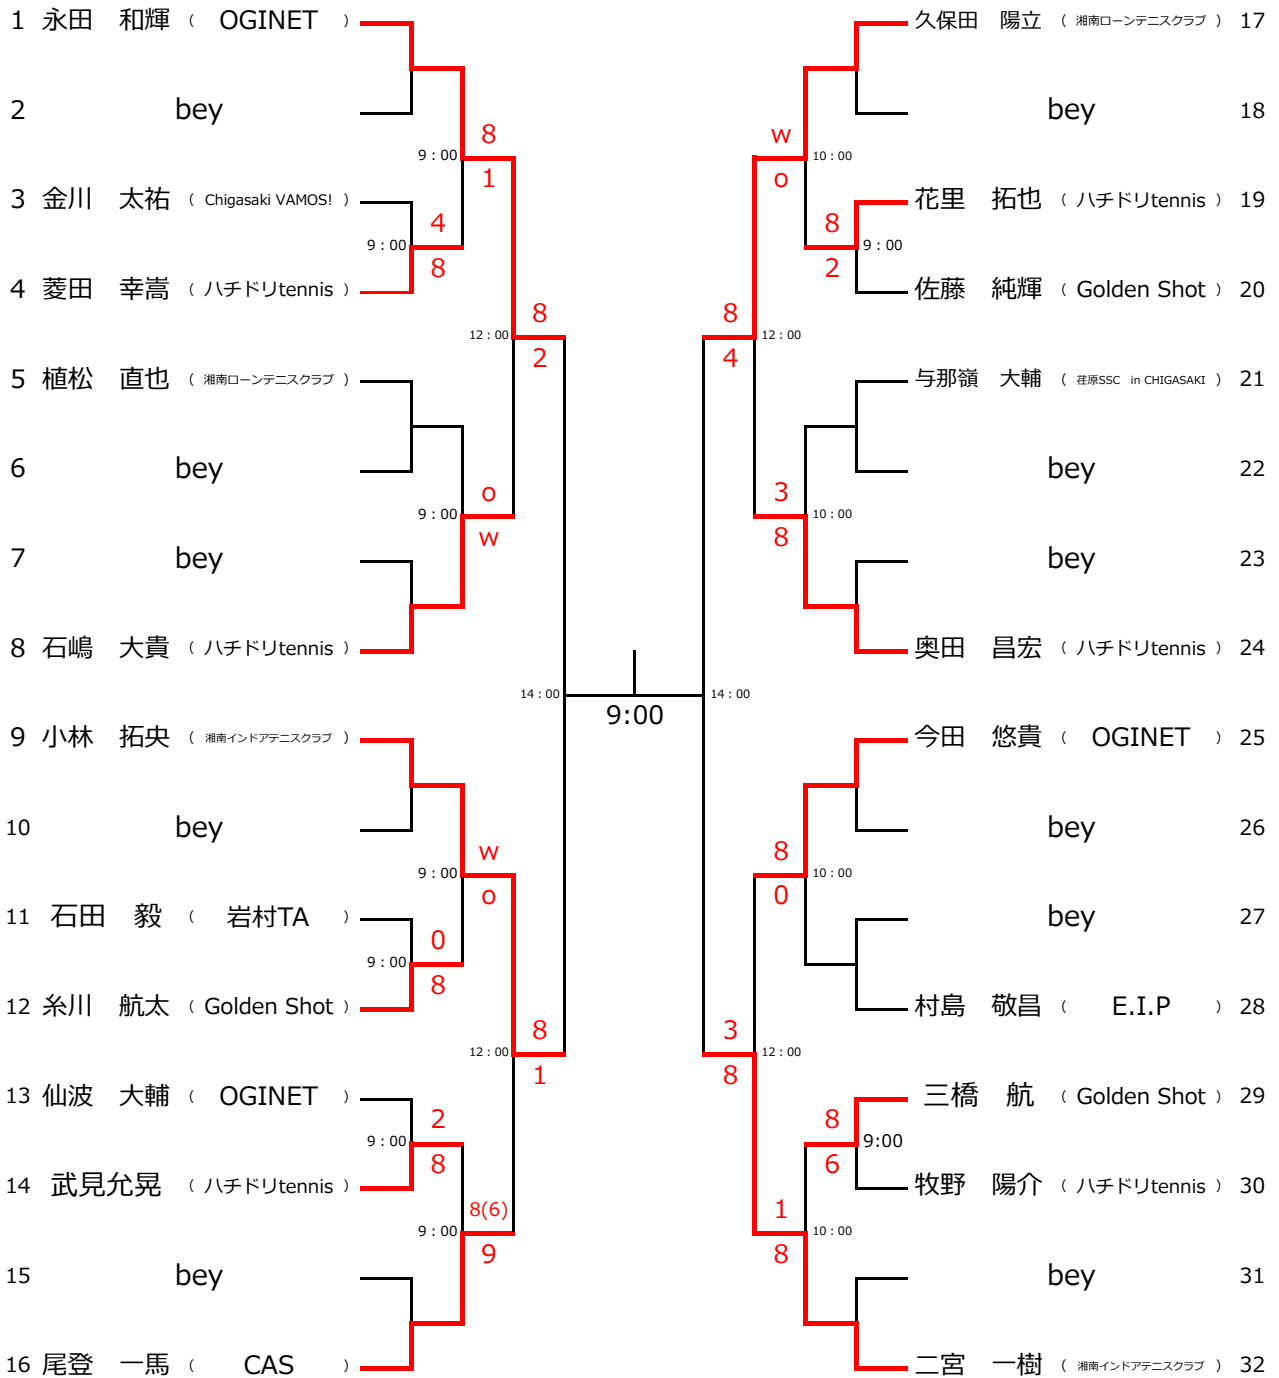 1 永田 和輝 （ OGINET ）
2 bey
8
9：00
1
3 金川 太祐 （ Chigasaki VAMOS! ）
4
9：00
8
4 菱田 幸嵩 （ ハチドリtennis ）
8
12：00
2
5 植松 直也 （ 湘南ローンテニスクラブ ）
6 bey
o
9：00
w
7 bey
8 石嶋 大貴 （ ハチドリtennis ）
14：00
9 小林 拓央 （ 湘南インドアテニスクラブ ）
10 bey
w
9：00
o
11 石田 毅 （ 岩村TA ）
0
9：00
8
12 糸川 航太 （ Golden Shot ）
8
12：00
1
13 仙波 大輔 （ OGINET ）
2
9：00
8
14 武見允晃 （ ハチドリtennis ）
8(6)
9：00
9
15 bey
16 尾登 一馬 （ CAS ）
9:00
久保田 陽立 （ 湘南ローンテニスクラブ ） 17
bey 18
w
10：00
o
花里 拓也 （ ハチドリtennis ） 19
8
9：00
2
佐藤 純輝 （ Golden Shot ） 20
8
12：00
4
与那嶺 大輔 （ 荏原SSC in CHIGASAKI ） 21
bey 22
3
10：00
8
bey 23
奥田 昌宏 （ ハチドリtennis ） 24
14：00
今田 悠貴 （ OGINET ） 25
bey 26
8
10：00
0
bey 27
村島 敬昌 （ E.I.P ） 28
3
12：00
8
三橋 航 （ Golden Shot ） 29
8
9:00
6
牧野 陽介 （ ハチドリtennis ） 30
1
10：00
8
bey 31
二宮 一樹 （ 湘南インドアテニスクラブ ） 32